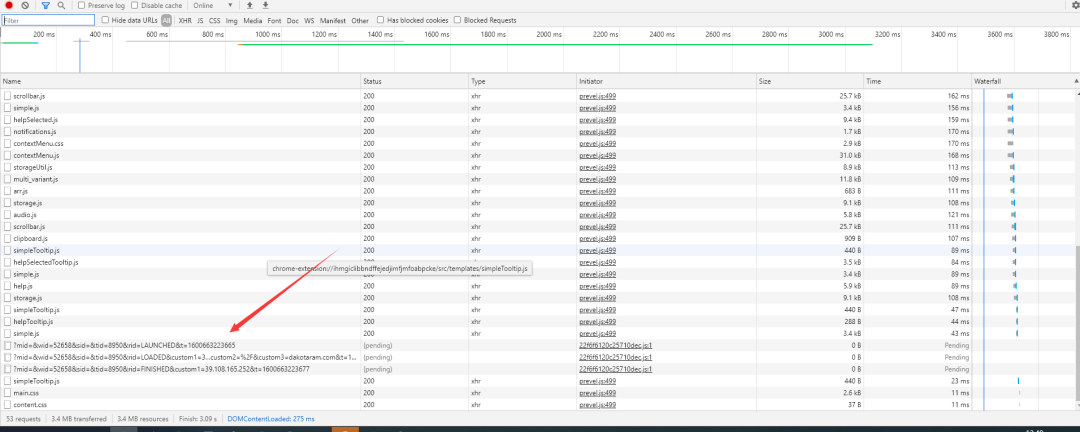 Preserve log Disable cache Online
Filter Hide data URLs All XHR JS CSS Img Media Font Doc WS Manifest Other Has blocked cookies Blocked Requests
200 ms 400 ms 600 ms 800 ms 1000 ms 1200 ms 1400 ms 1600 ms 1800 ms 2000 ms 2200 ms 2400 ms 2600 ms 2800 ms 3000 ms 3200 ms 3400 ms 3600 ms 3800 ms
Name Status Type Initiator Size Time Waterfall
scrollbar.js 200 xhr prevel.js:499 25.7 kB 162 ms
simple.js 200 xhr prevel.js:499 3.4 kB 156 ms
helpSelected.js 200 xhr prevel.js:499 9.4 kB 159 ms
notifications.js 200 xhr prevel.js:499 1.7 kB 170 ms
contextMenu.css 200 xhr prevel.js:499 2.9 kB 170 ms
contextMenu.js 200 xhr prevel.js:499 31.0 kB 168 ms
storageUtil.js 200 xhr prevel.js:499 8.9 kB 113 ms
multi_variant.js 200 xhr prevel.js:499 11.8 kB 109 ms
arr.js 200 xhr prevel.js:499 683 B 111 ms
storage.js 200 xhr prevel.js:499 9.1 kB 108 ms
audio.js 200 xhr prevel.js:499 5.8 kB 121 ms
scrollbar.js 200 xhr prevel.js:499 25.7 kB 111 ms
clipboard.js 200 xhr prevel.js:499 909 B 107 ms
simpleTooltip.js 200 xhr prevel.js:499 440 B 89 ms
helpSelectedTooltip.js 200 xhr prevel.js:499 3.5 kB 84 ms
chrome-extension://ihmgiclibbndffejedjimfjmfoabpcke/src/templates/simpleTooltip.js
simple.js 200 xhr prevel.js:499 3.4 kB 89 ms
help.js 200 xhr prevel.js:499 5.9 kB 89 ms
storage.js 200 xhr prevel.js:499 9.1 kB 108 ms
simpleTooltip.js 200 xhr prevel.js:499 440 B 47 ms
helpTooltip.js 200 xhr prevel.js:499 288 B 44 ms
simple.js 200 xhr prevel.js:499 3.4 kB 43 ms
?mid=&wid=52658&sid=&tid=8950&rid=LAUNCHED&t=1600663223665 (pending) 22f6f6120c25710dec.js:1 0 B Pending
?mid=&wid=52658&sid=&tid=8950&rid=LOADED&custom1=3...custom2=%2F&custom3=dakotaram.com&t=1... (pending) 22f6f6120c25710dec.js:1 0 B Pending
?mid=&wid=52658&sid=&tid=8950&rid=FINISHED&custom1=39.108.165.252&t=1600663223677 (pending) 22f6f6120c25710dec.js:1 0 B Pending
simpleTooltip.js 200 xhr prevel.js:499 440 B 23 ms
main.css 200 xhr prevel.js:499 2.6 kB 11 ms
content.css 200 xhr prevel.js:499 37 B 11 ms
53 requests 3.4 MB transferred 3.4 MB resources Finish: 3.09 s DOMContentLoaded: 275 ms